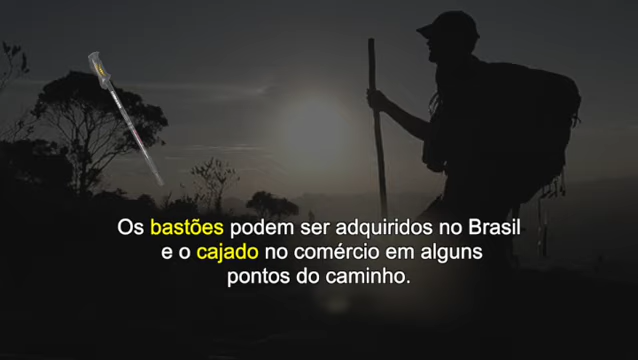 Os bastões podem ser adquiridos no Brasil
e o cajado no comércio em alguns
pontos do caminho.